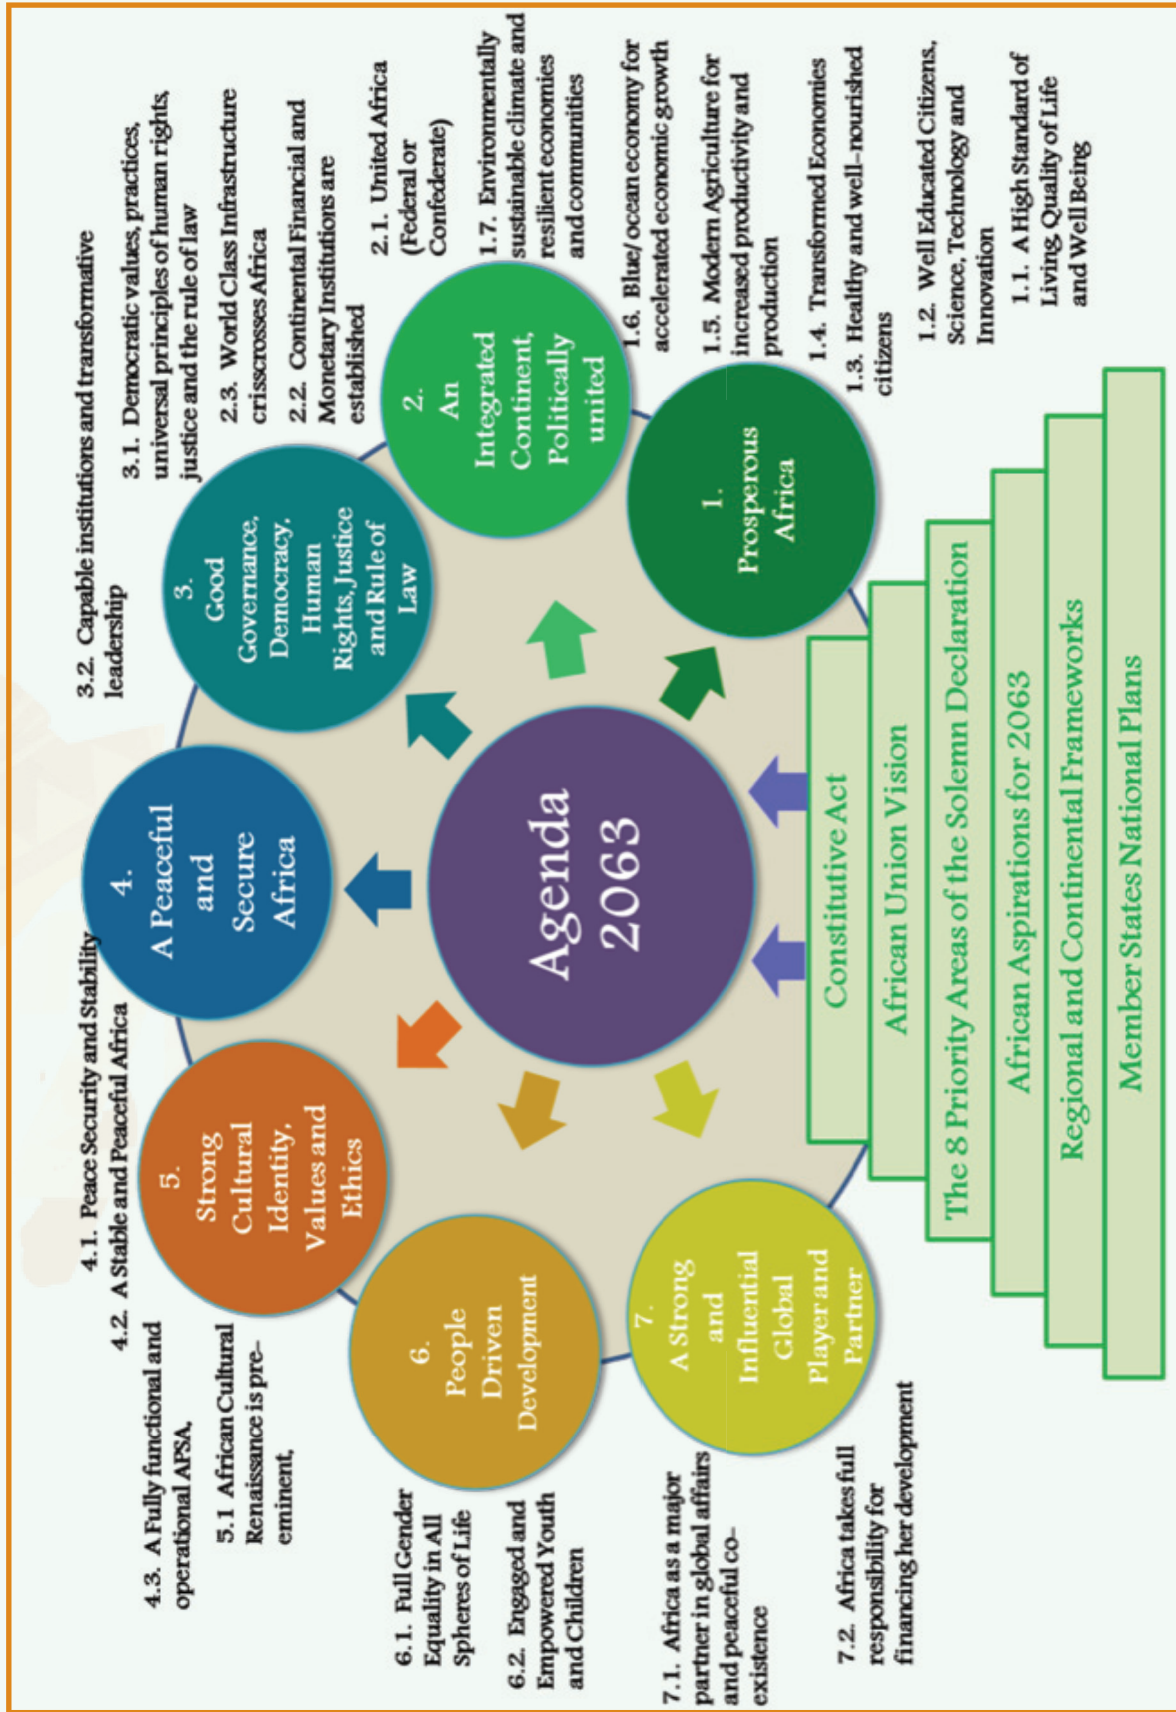 3.2. Capable institutions and transformative
leadership
3.1. Democratic values, practices,
universal principles of human rights,
justice and the rule of law
2.3. World Class Infrastructure
crisscrosses Africa
2.2. Continental Financial and
Monetary Institutions are
established
2.1. United Africa
(Federal or
Confederate)
1.7. Environmentally
sustainable climate and
resilient economies
and communities
1.6. Blue/ ocean economy for
accelerated economic growth
1.5. Modern Agriculture for
increased productivity and
production
1.4. Transformed Economies
1.3. Healthy and well-nourished
citizens
1.2. Well Educated Citizens.,
Science, Technology and
Innovation
1.1. A High Standard of
Living, Quality of Life
and Well Being
4.1. Peace Security and Stability
4.2. A Stable and Peaceful Africa
4.3. A Fully functional and
operational APSA,
5.1 African Cultural
Renaissance is pre-
eminent,
6.1. Full Gender
Equality in All
Spheres of Life
6.2. Engaged and
Empowered Youth
and Children
7.1. Africa as a major
partner in global affairs
and peaceful co-
existence
7.2. Africa takes full
responsibility for
financing her development
4.
A Peaceful
and
Secure
Africa
3.
Good
Governance,
Democracy,
Human
Rights, Justice
and Rule of
Law
2.
An
Integrated
Continent,
Politically
united
1.
Prosperous
Africa
5.
Strong
Cultural
Identity,
Values and
Ethics
6.
People
Driven
Development
7.
A Strong
and
Influential
Global
Player and
Partner
Agenda
2063
Constitutive Act
African Union Vision
The 8 Priority Areas of the Solemn Declaration
African Aspirations for 2063
Regional and Continental Frameworks
Member States National Plans